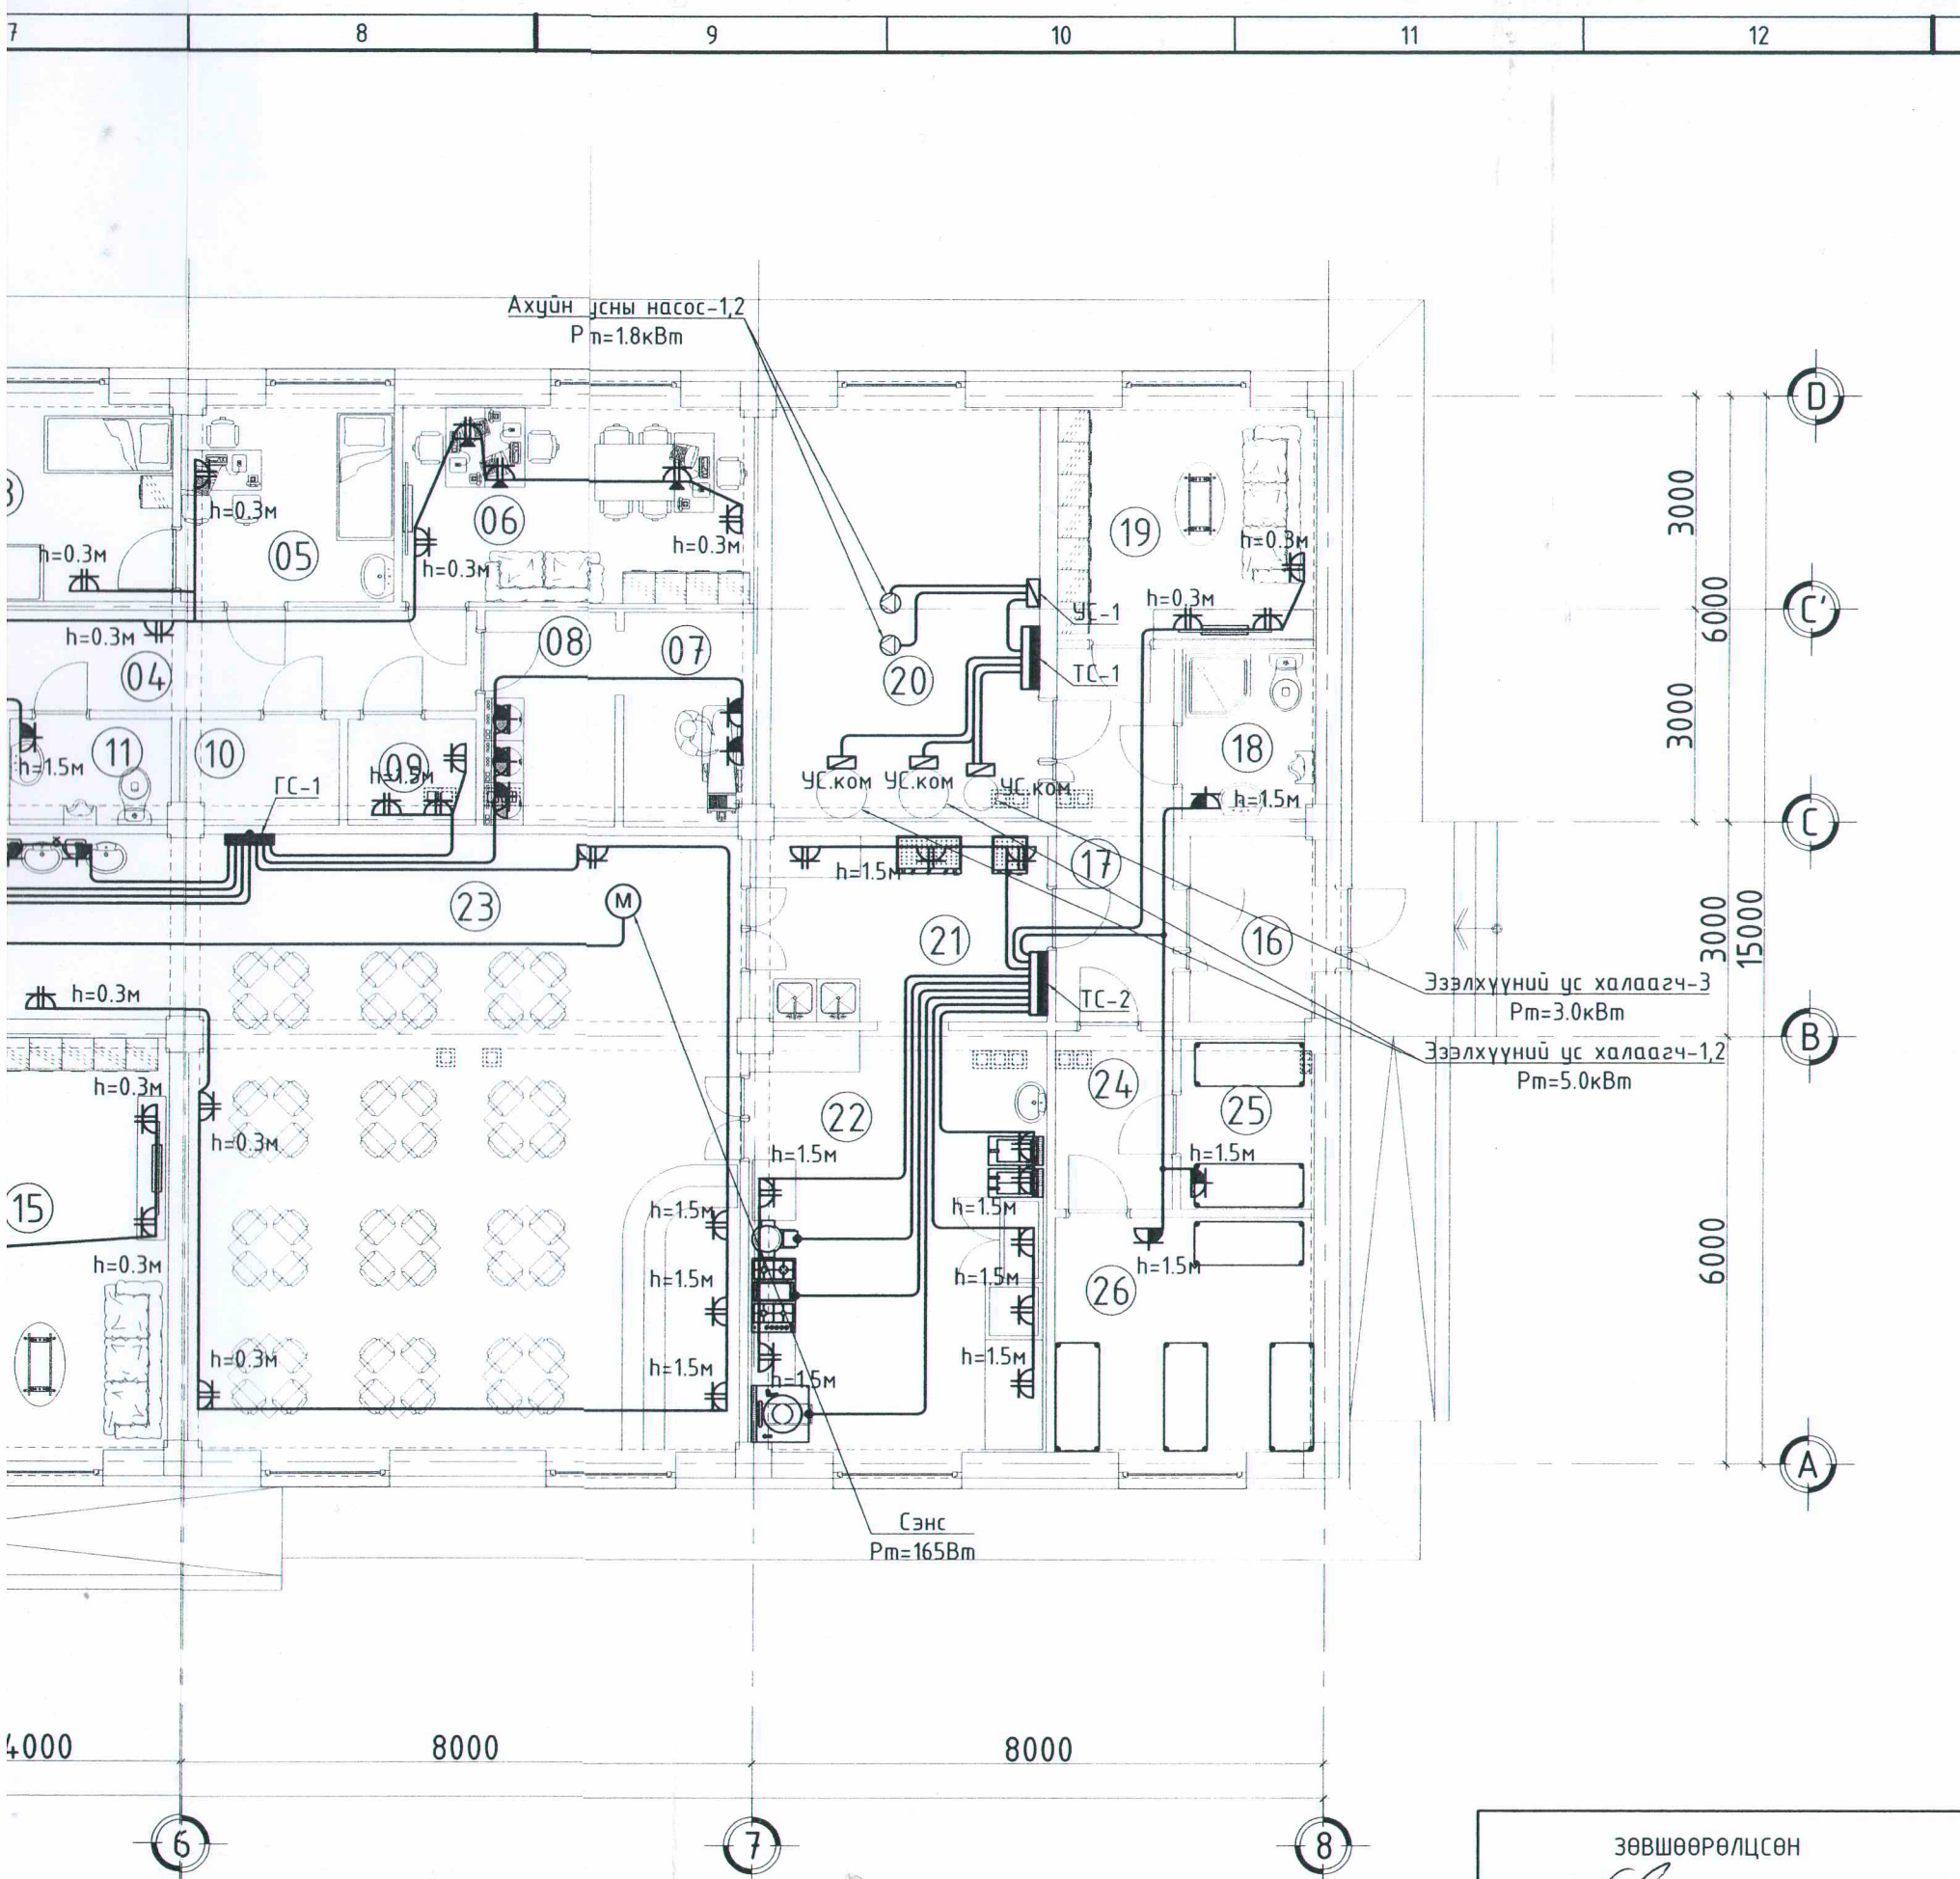 7 8 9 10 11 12
Ахуйн усны насос-1,2
Pm=1.8кВт
D
3000
h=0.3м
05
06
h=0.3м
19
h=0.3м
h=0.3м
h=0.3м
h=0.3м
h=0.3м
C'
УС-1
6000
h=0.3м
04
08
07
20
ТС-1
3000
11
10
09
h=1.5м
h=1.5м
18
УС.ком УС.ком УС.ком
h=1.5м
ГС-1
C
17
h=1.5м
23
М
21
16
3000
15000
h=0.3м
ТС-2
Ээлхүүний ус халаагч-3
Pm=3.0кВт
B
Ээлхүүний ус халаагч-1,2
Pm=5.0кВт
h=0.3м
24
25
22
h=0.3м
h=1.5м
h=1.5м
15
h=1.5м
h=1.5м
6000
h=0.3м
h=1.5м
h=1.5м
h=1.5м
26
h=0.3м
h=1.5м
h=1.5м
h=1.5м
A
Сэнс
Pm=165Вт
4000
8000
8000
6
7
8
ЗӨВШӨӨРӨЛЦСӨН